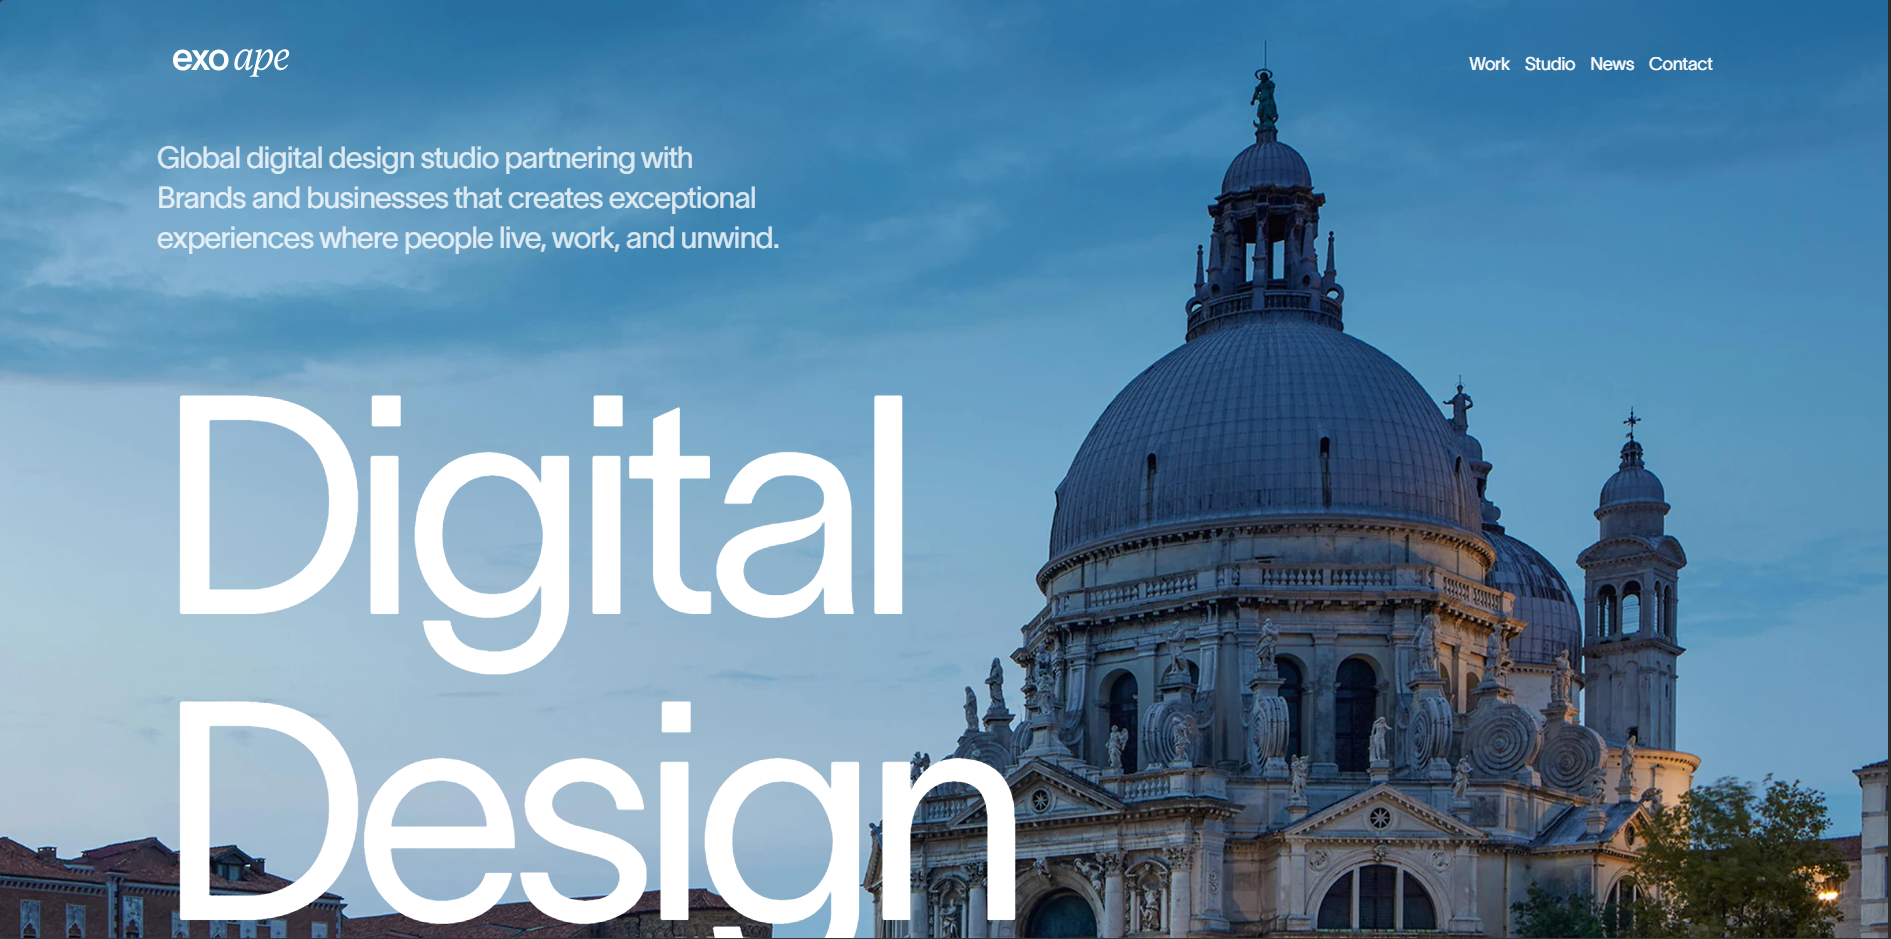 exo ape
Work Studio News Contact
Global digital design studio partnering with
Brands and businesses that creates exceptional
experiences where people live, work, and unwind.
Digital
Design